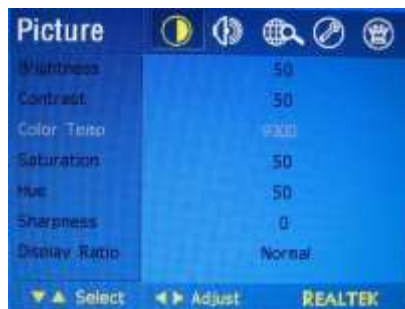 Picture
Brightness 50
Contrast 50
Color Temp 9300
Saturation 50
Hue 50
Sharpness 0
Display Ratio Normal
▼▲ Select ◀▶ Adjust REALTEK